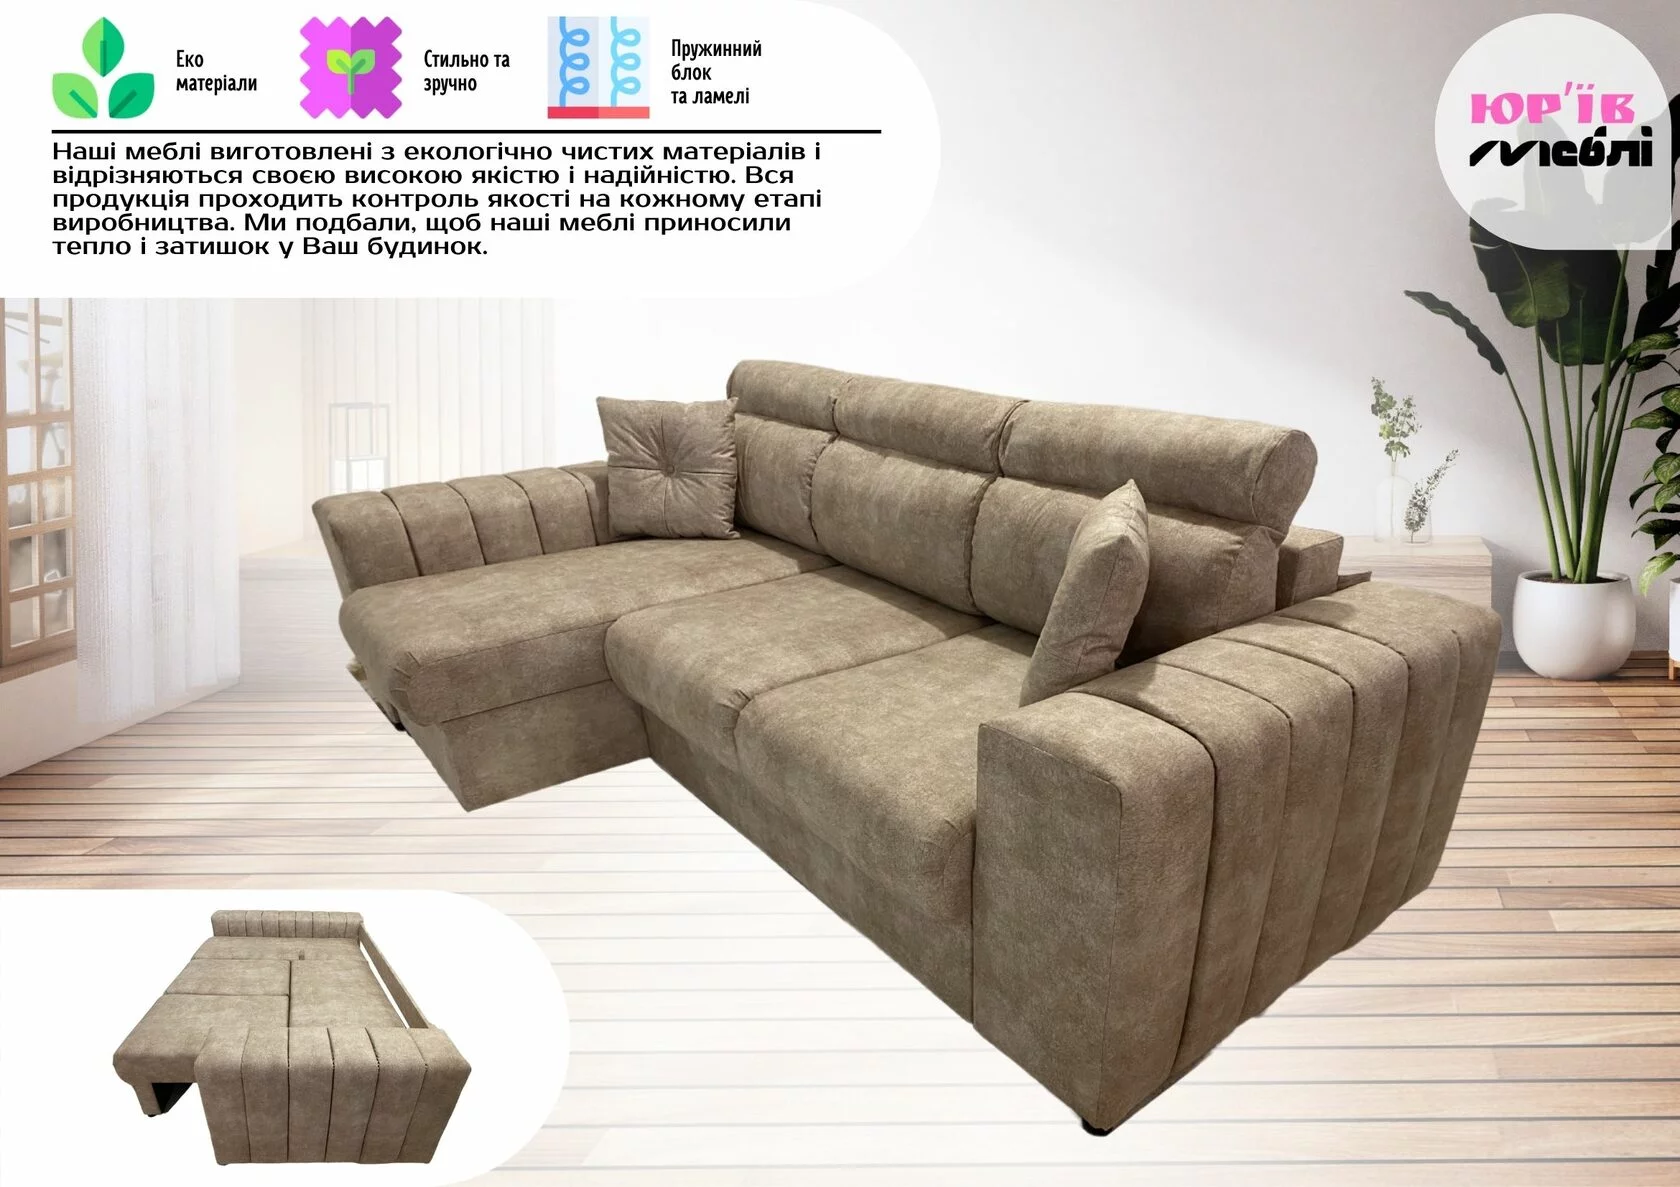 Еко
матеріали
Стильно та
зручно
Пружинний
блок
та ламелі
Наші меблі виготовлені з екологічно чистих матеріалів і
відрізняються своєю високою якістю і надійністю. Вся
продукція проходить контроль якості на кожному етапі
виробництва. Ми подбали, щоб наші меблі приносили
тепло і затишок у Ваш будинок.
ЮР'ЇВ
меблі